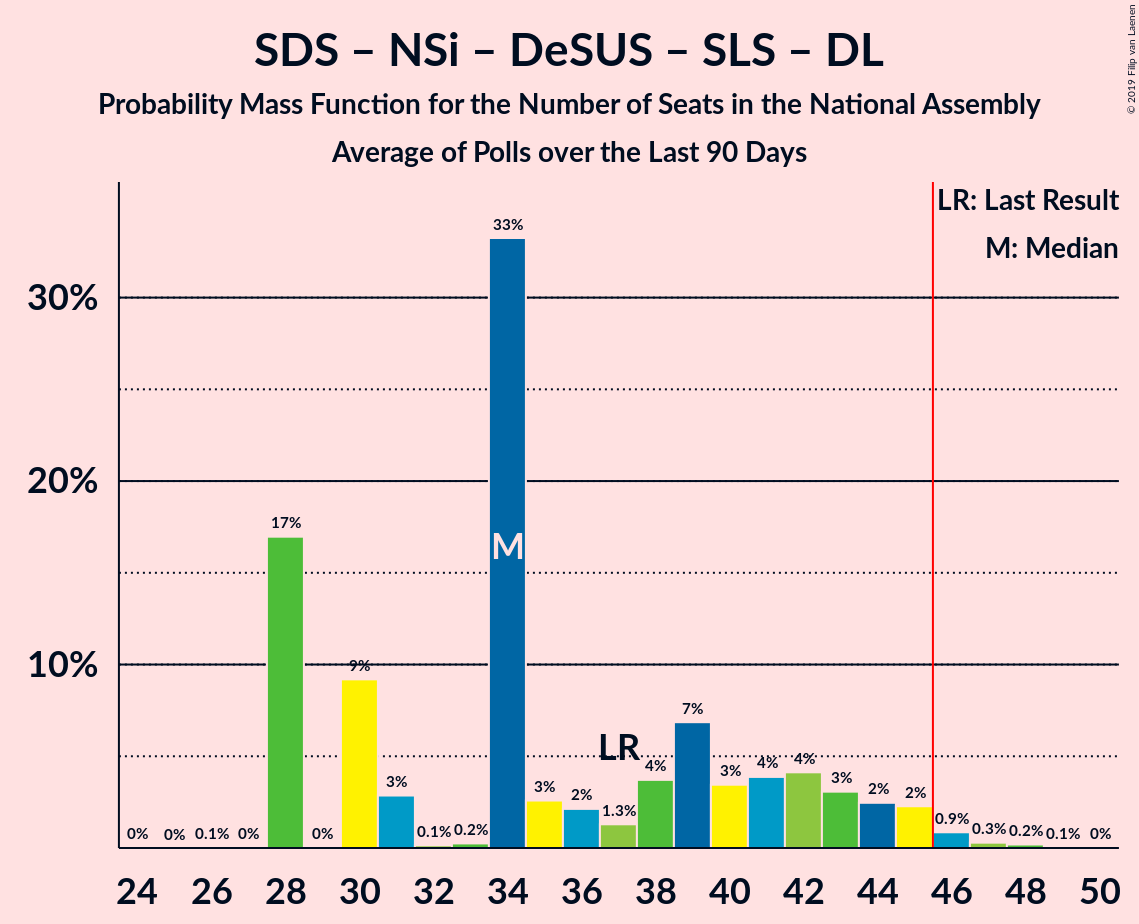 SDS – NSi – DeSUS – SLS – DL
Probability Mass Function for the Number of Seats in the National Assembly
Average of Polls over the Last 90 Days
© 2019 Filip van Laenen
LR: Last Result
M: Median
30%
20%
10%
0% 0% 0.1% 0% 17% 0% 9% 3% 0.1% 0.2% 33% 3% 2% 1.3% 4% 7% 3% 4% 4% 3% 2% 2% 0.9% 0.3% 0.2% 0.1% 0%
M
LR
24 26 28 30 32 34 36 38 40 42 44 46 48 50